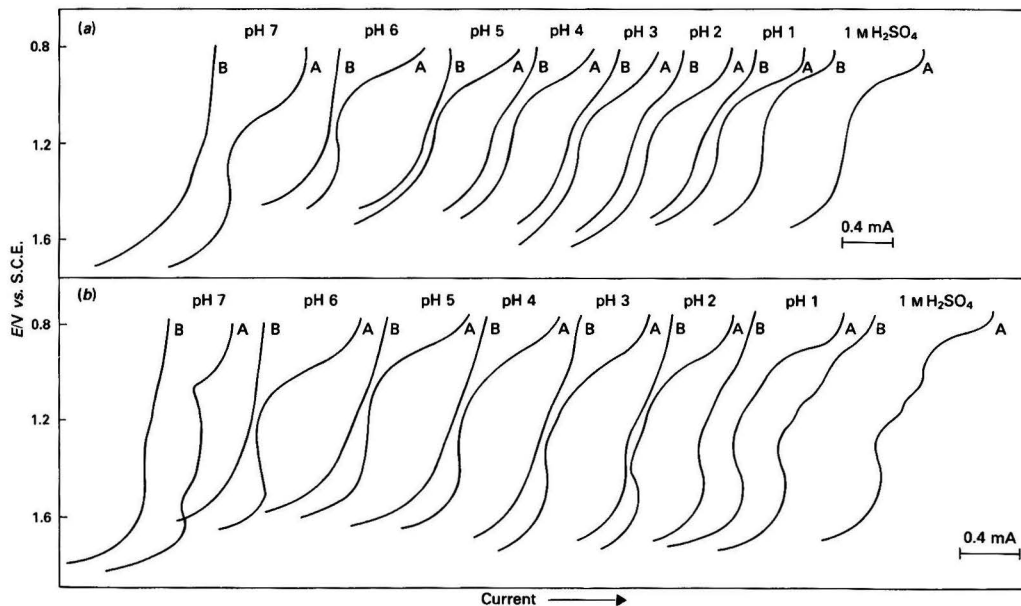 (a)
pH 7 pH 6 pH 5 pH 4 pH 3 pH 2 pH 1 1 M H₂SO₄
0.8
B A B A B A B A B A B A B A B A
1.2
1.6
0.4 mA
E/V vs. S.C.E.
(b)
pH 7 pH 6 pH 5 pH 4 pH 3 pH 2 pH 1 1 M H₂SO₄
0.8
B A B A B A B A B A B A B A B A
1.2
1.6
0.4 mA
Current